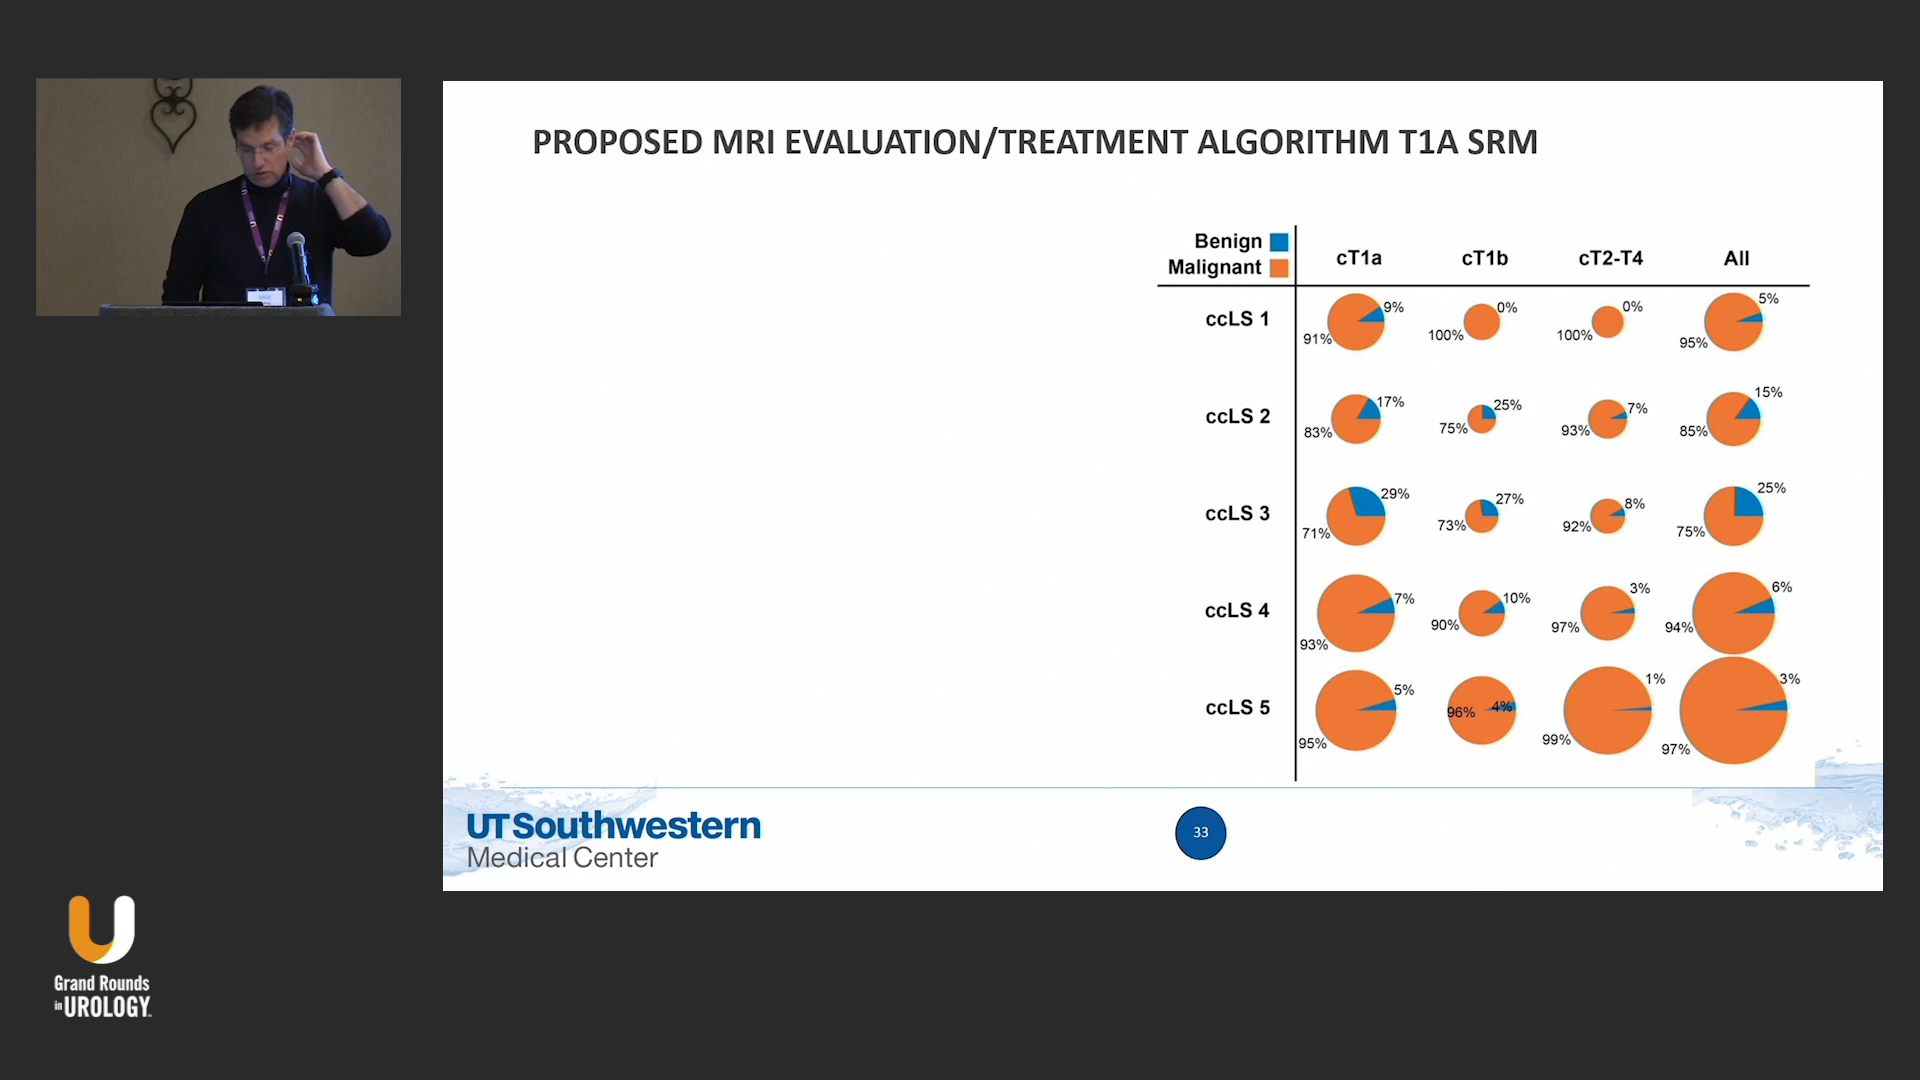 PROPOSED MRI EVALUATION/TREATMENT ALGORITHM T1A SRM
Benign
Malignant
cT1a cT1b cT2-T4 All
ccLS 1
9% 91% 0% 100% 0% 100% 5% 95%
ccLS 2
17% 83% 25% 75% 7% 93% 15% 85%
ccLS 3
29% 71% 27% 73% 8% 92% 25% 75%
ccLS 4
7% 93% 10% 90% 3% 97% 6% 94%
ccLS 5
5% 95% 4% 96% 1% 99% 3% 97%
UT Southwestern
Medical Center
33
Grand Rounds
in UROLOGY